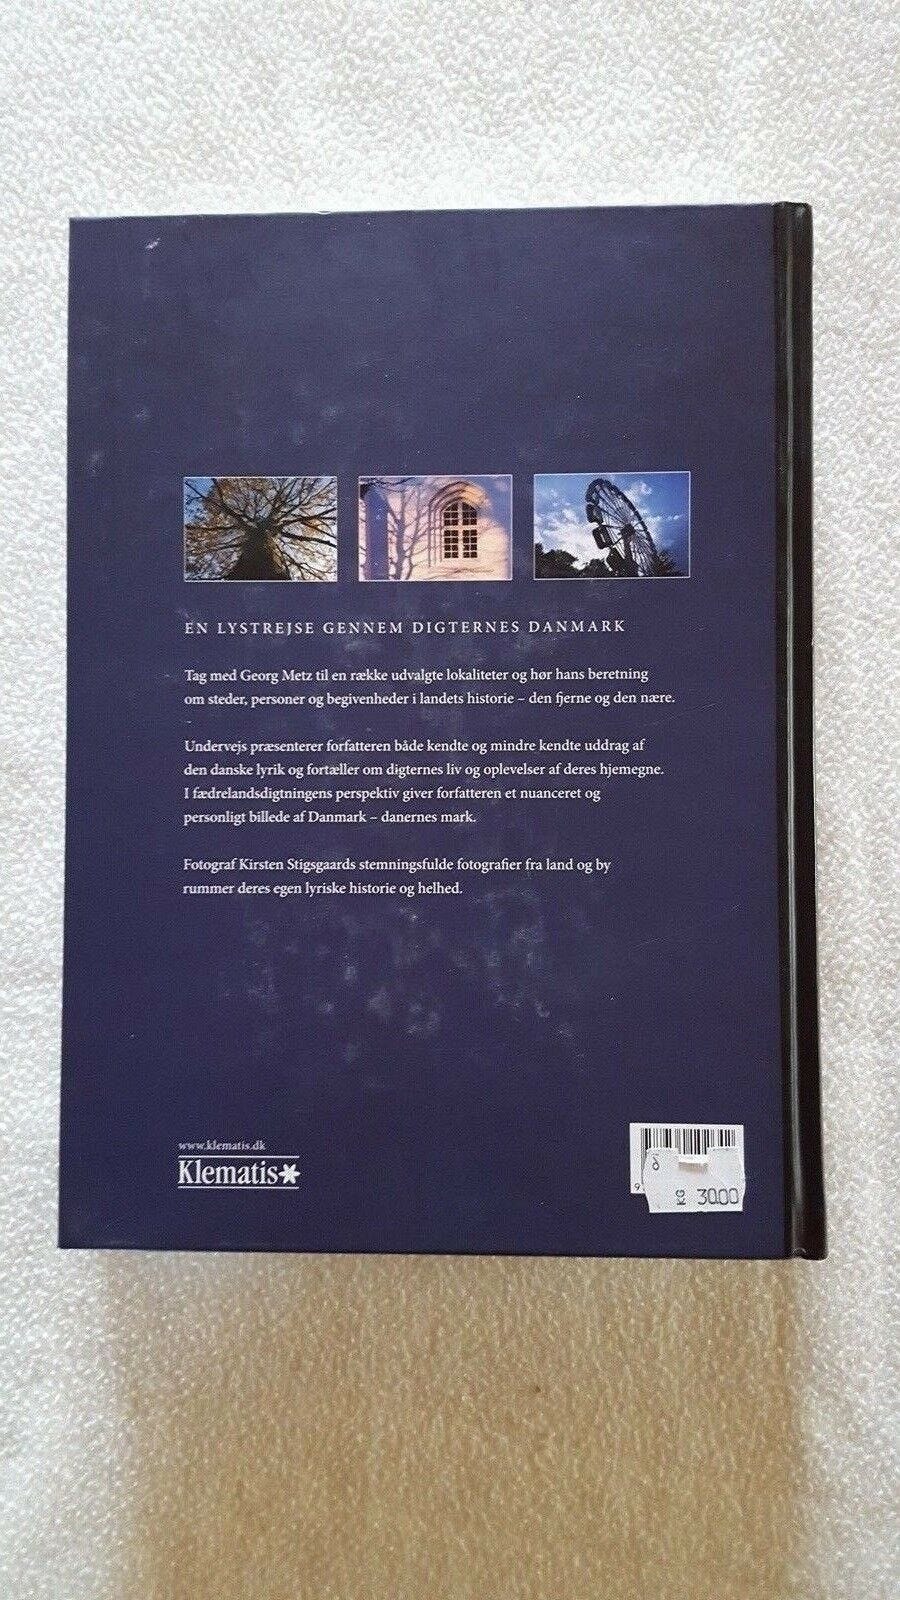 EN LYSTREJSE GENNEM DIGTERNES DANMARK
Tag med Georg Metz til en række udvalgte lokaliteter og hør hans beretning
om steder, personer og begivenheder i landets historie – den fjerne og den nære.
Undervejs præsenterer forfatteren både kendte og mindre kendte uddrag af
den danske lyrik og fortæller om digternes liv og oplevelser af deres hjemegne.
I fædrelandsdigtningens perspektiv giver forfatteren et nuanceret og
personligt billede af Danmark – danernes mark.
Fotograf Kirsten Stigsgaards stemningsfulde fotografier fra land og by
rummer deres egen lyriske historie og helhed.
www.klematis.dk
Klematis
9
KG 30.00